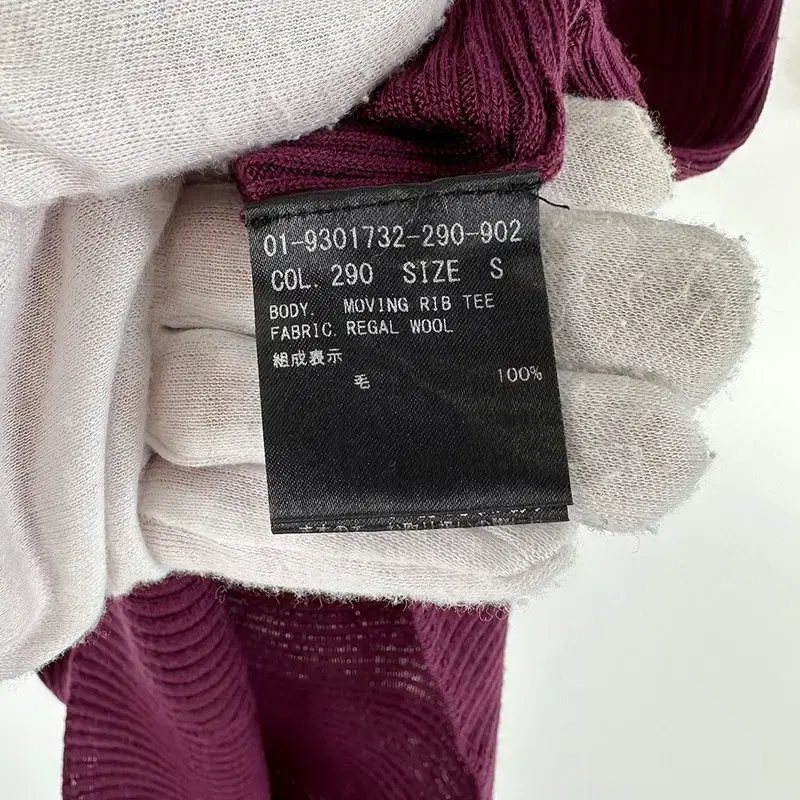 01-9301732-290-902
COL. 290 SIZE S
BODY. MOVING RIB TEE
FABRIC. REGAL WOOL
組成表示
毛 100%